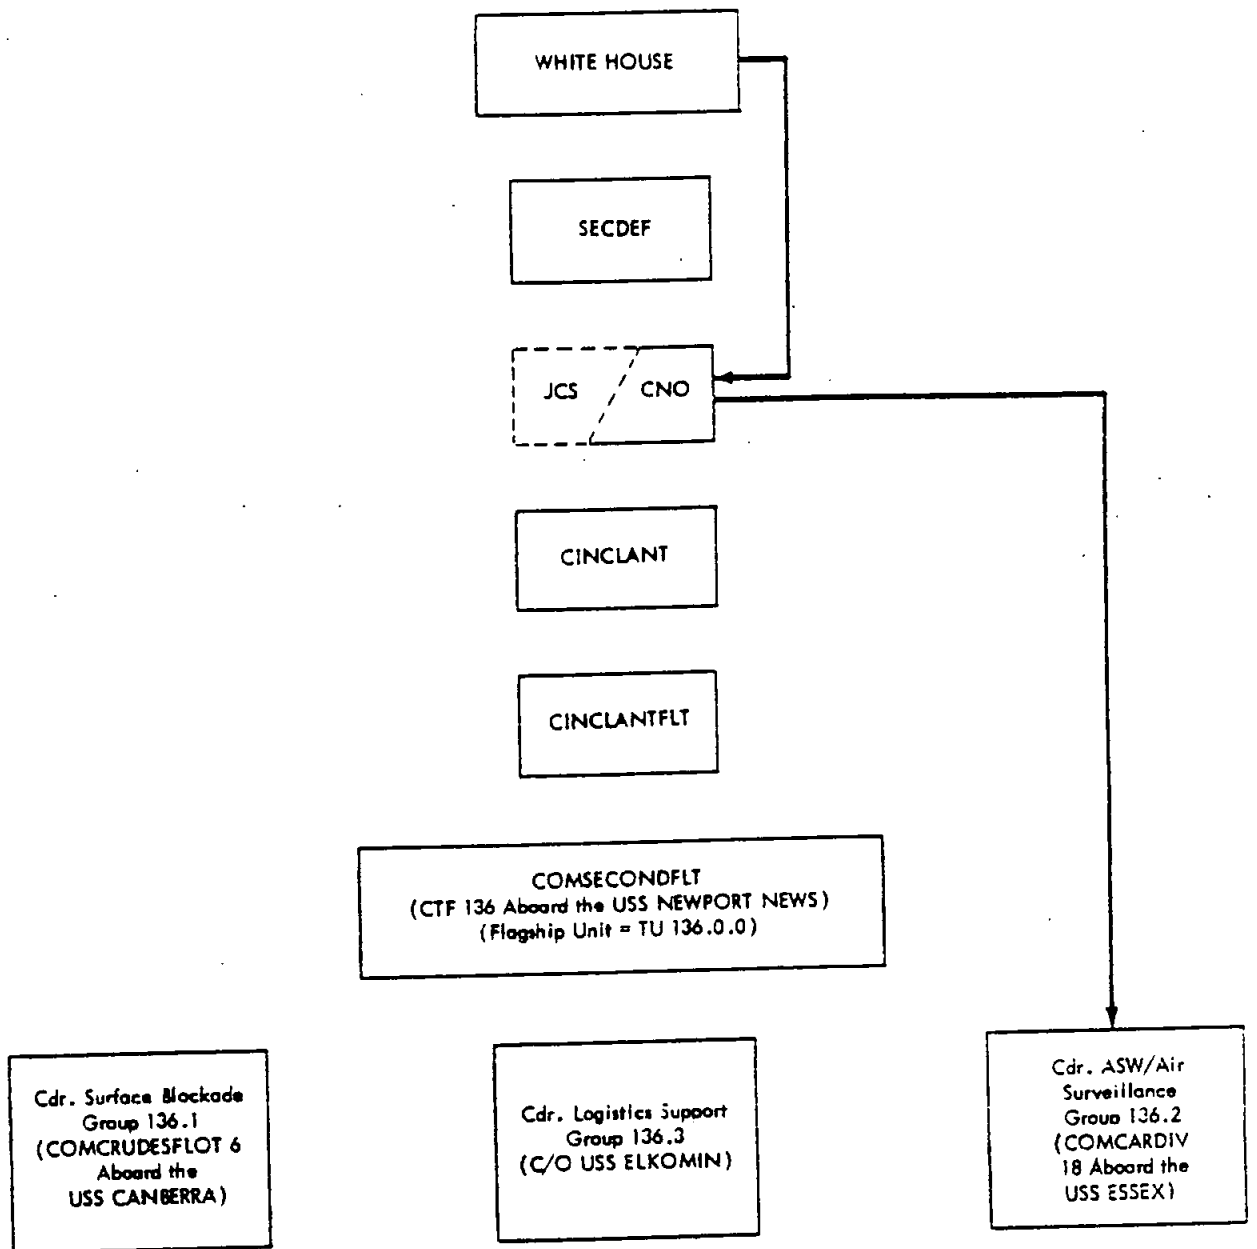 WHITE HOUSE
SECDEF
JCS
CNO
CINCLANT
CINCLANTFLT
COMSECONDFLT
(CTF 136 Aboard the USS NEWPORT NEWS)
(Flagship Unit = TU 136.0.0)
Cdr. Surface Blockade
Group 136.1
(COMCRUDESFLOT 6
Aboard the
USS CANBERRA)
Cdr. Logistics Support
Group 136.3
(C/O USS ELKOMIN)
Cdr. ASW/Air
Surveillance
Group 136.2
(COMCARDIV
18 Aboard the
USS ESSEX)